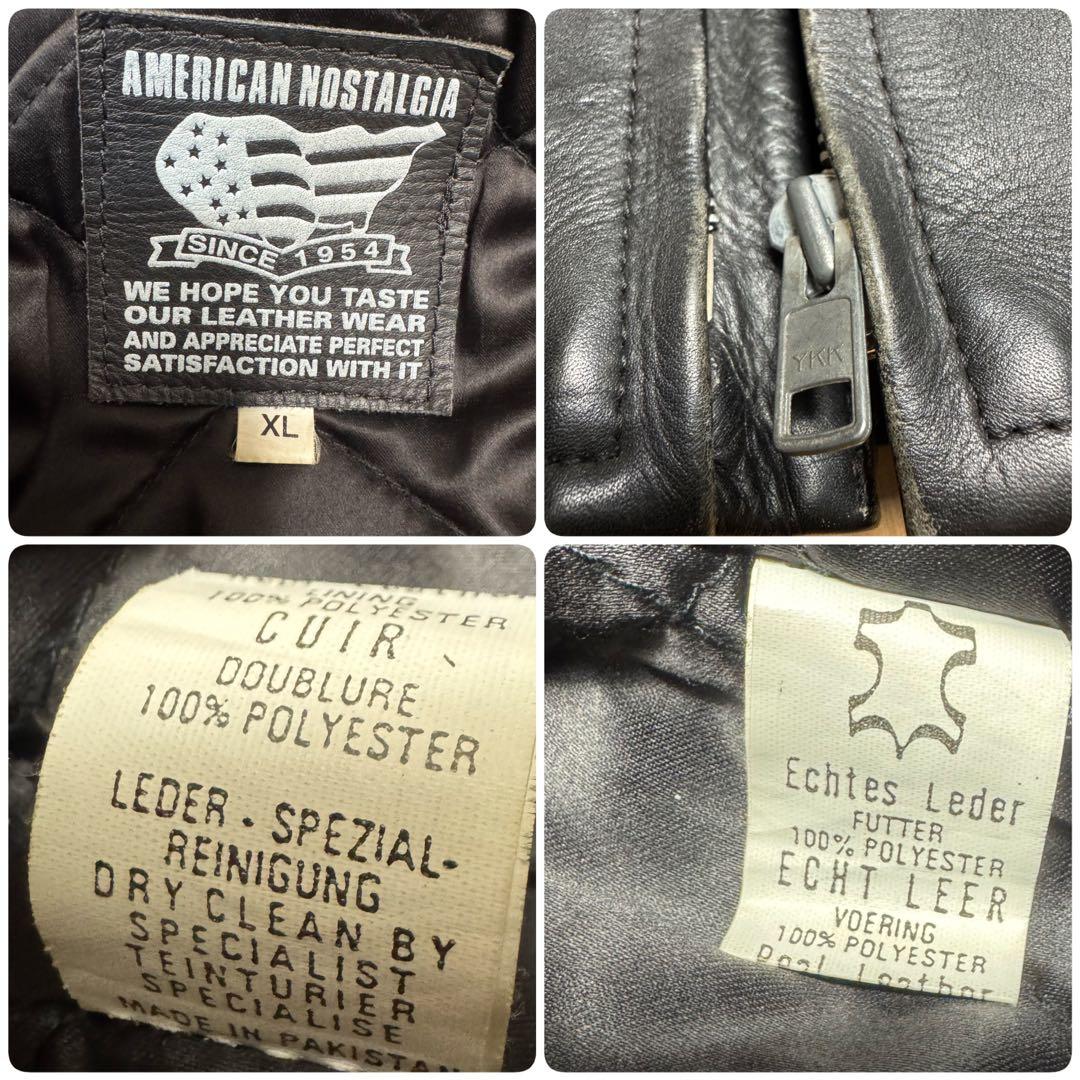 AMERICAN NOSTALGIA
SINCE 1954
WE HOPE YOU TASTE
OUR LEATHER WEAR
AND APPRECIATE PERFECT
SATISFACTION WITH IT
XL
YKK
LINING
100% POLYESTER
CUIR
DOUBLURE
100% POLYESTER
LEDER - SPEZIAL-
REINIGUNG
DRY CLEAN BY
SPECIALIST
TEINTURIER
SPECIALISE
MADE IN PAKISTAN
Echtes Leder
FUTTER
100% POLYESTER
ECHT LEER
VOERING
100% POLYESTER
Real Leather